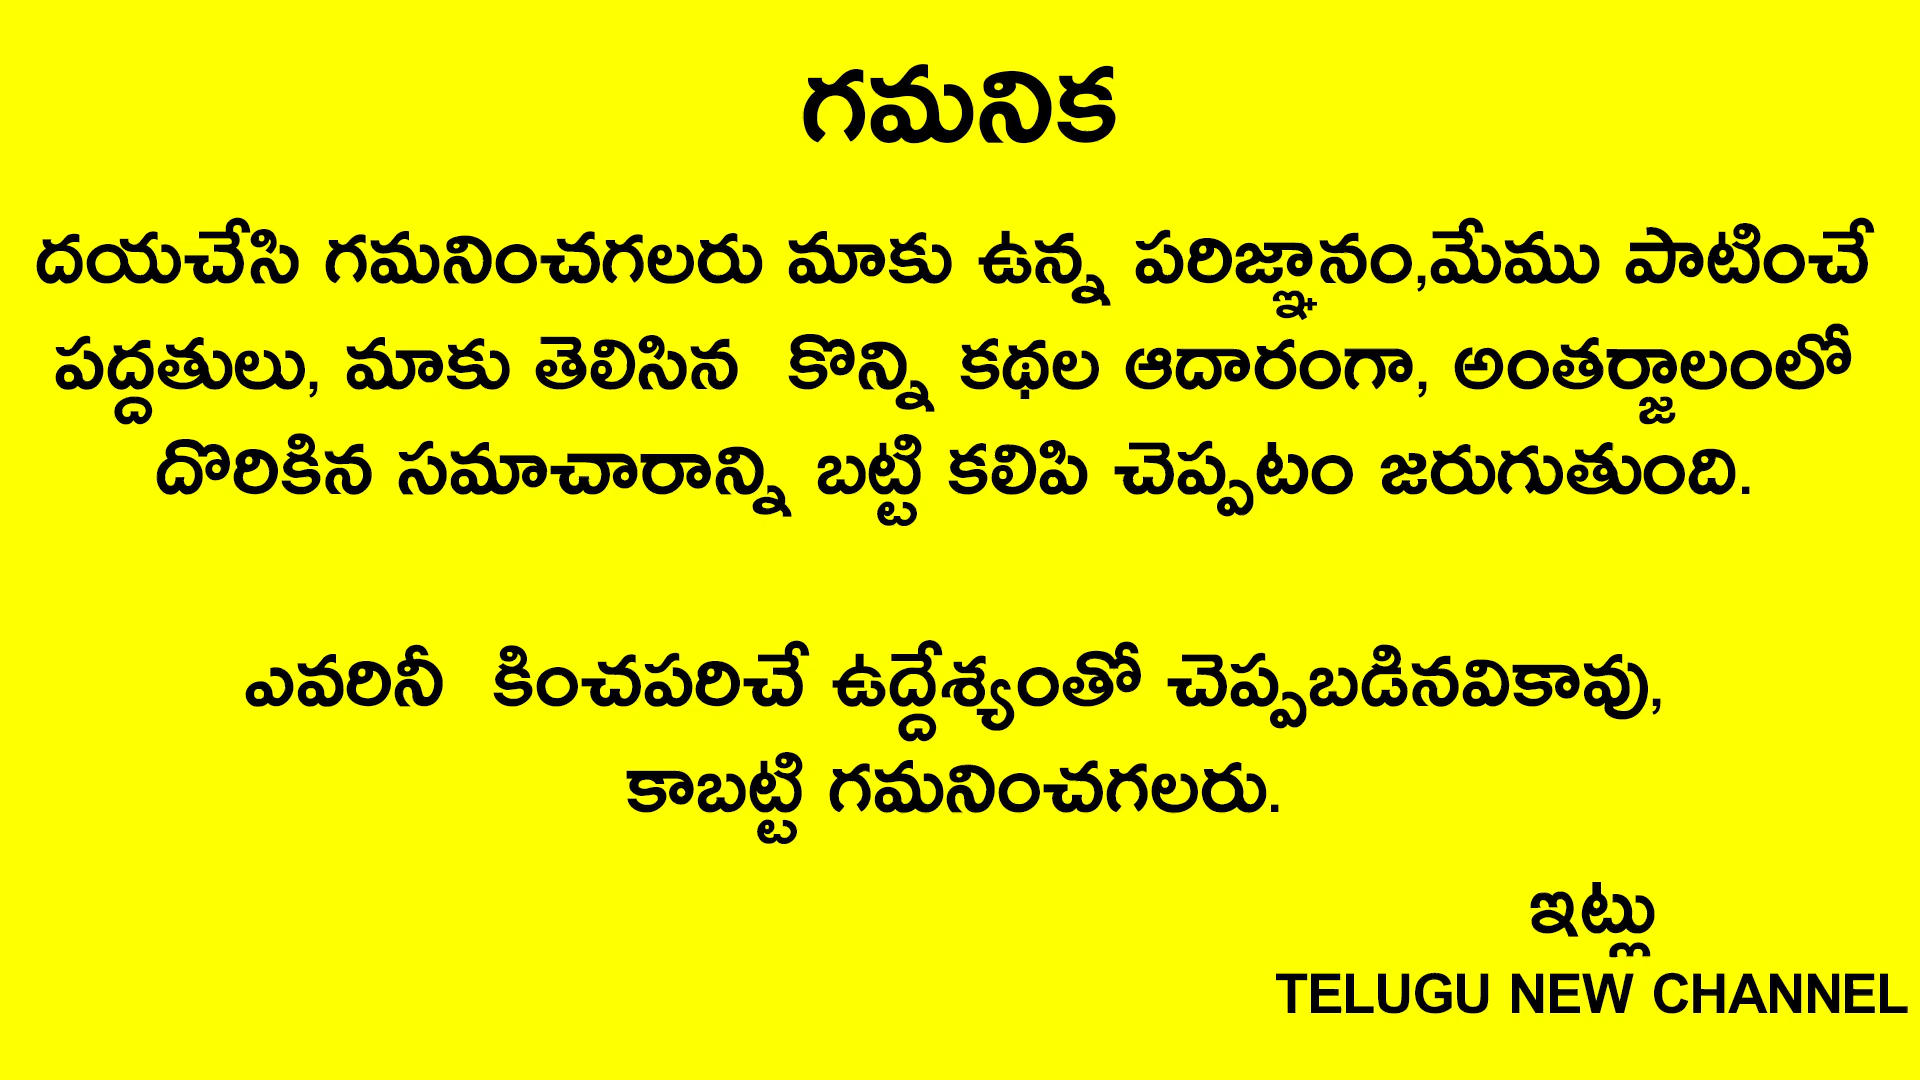 గమనిక
దయచేసి గమనించగలరు మాకు ఉన్న పరిజ్ఞానం,మేము పాటించే
పద్దతులు, మాకు తెలిసిన కొన్ని కథల ఆదారంగా, అంతర్జాలంలో
దొరికిన సమాచారాన్ని బట్టి కలిపి చెప్పటం జరుగుతుంది.
ఎవరినీ కించపరిచే ఉద్దేశ్యంతో చెప్పబడినవికావు,
కాబట్టి గమనించగలరు.
ఇట్లు
TELUGU NEW CHANNEL